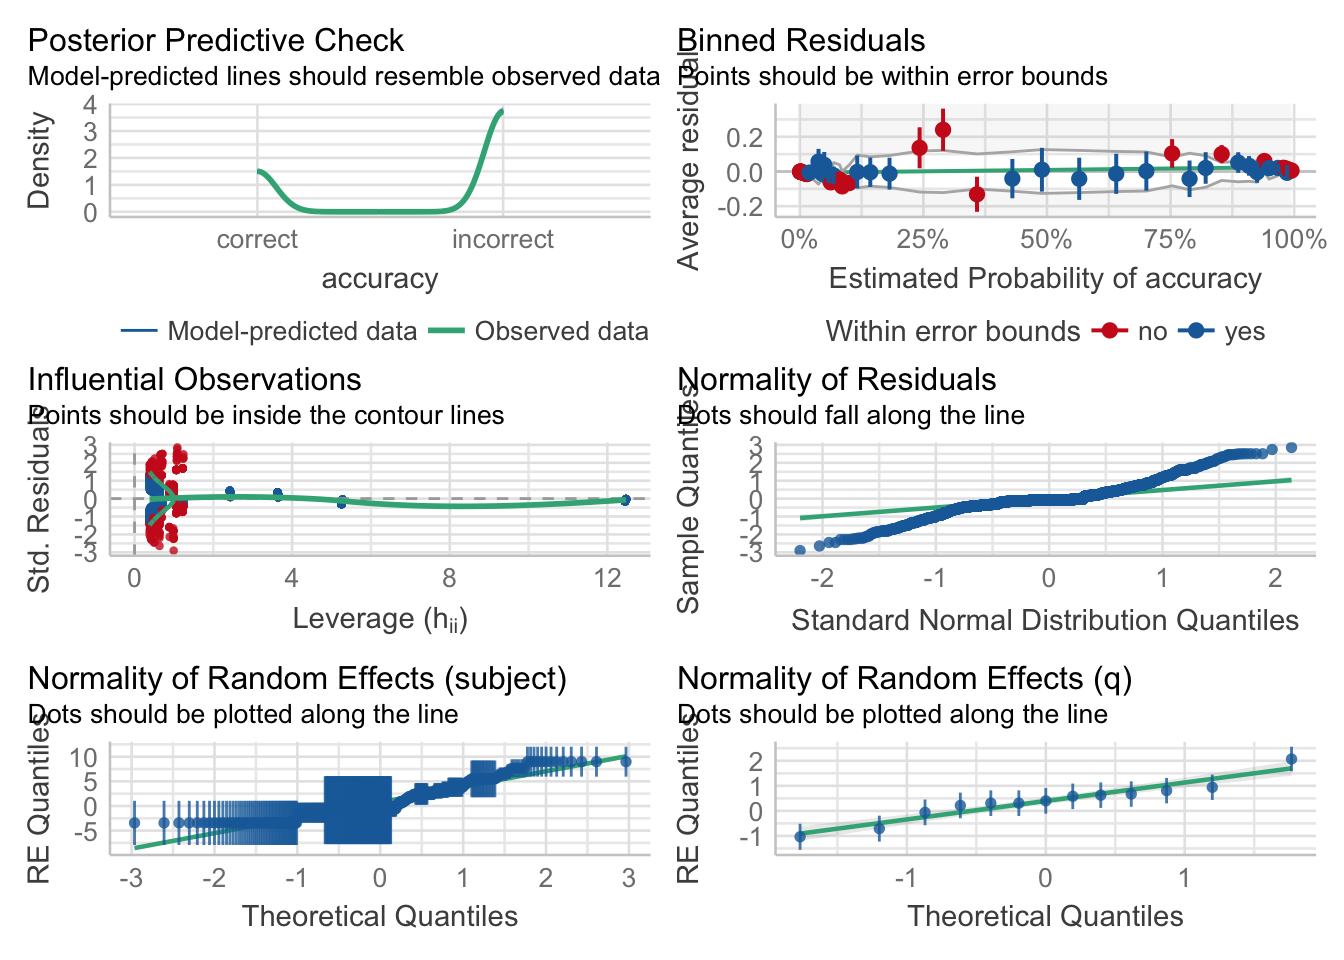 Posterior Predictive Check
Model-predicted lines should resemble observed data
Density
4
3
2
1
0
correct
incorrect
accuracy
Model-predicted data
Observed data
Binned Residuals
Points should be within error bounds
Average residual
0.2
0.0
-0.2
0%
25%
50%
75%
100%
Estimated Probability of accuracy
Within error bounds
no
yes
Influential Observations
Points should be inside the contour lines
Std. Residuals
3
2
1
0
-1
-2
-3
0
4
8
12
Leverage (hii)
Normality of Residuals
Dots should fall along the line
Sample Quantiles
3
2
1
0
-1
-2
-3
-2
-1
0
1
2
Standard Normal Distribution Quantiles
Normality of Random Effects (subject)
Dots should be plotted along the line
RE Quantiles
10
5
0
-5
-3
-2
-1
0
1
2
3
Theoretical Quantiles
Normality of Random Effects (q)
Dots should be plotted along the line
RE Quantiles
2
1
0
-1
-1
0
1
Theoretical Quantiles